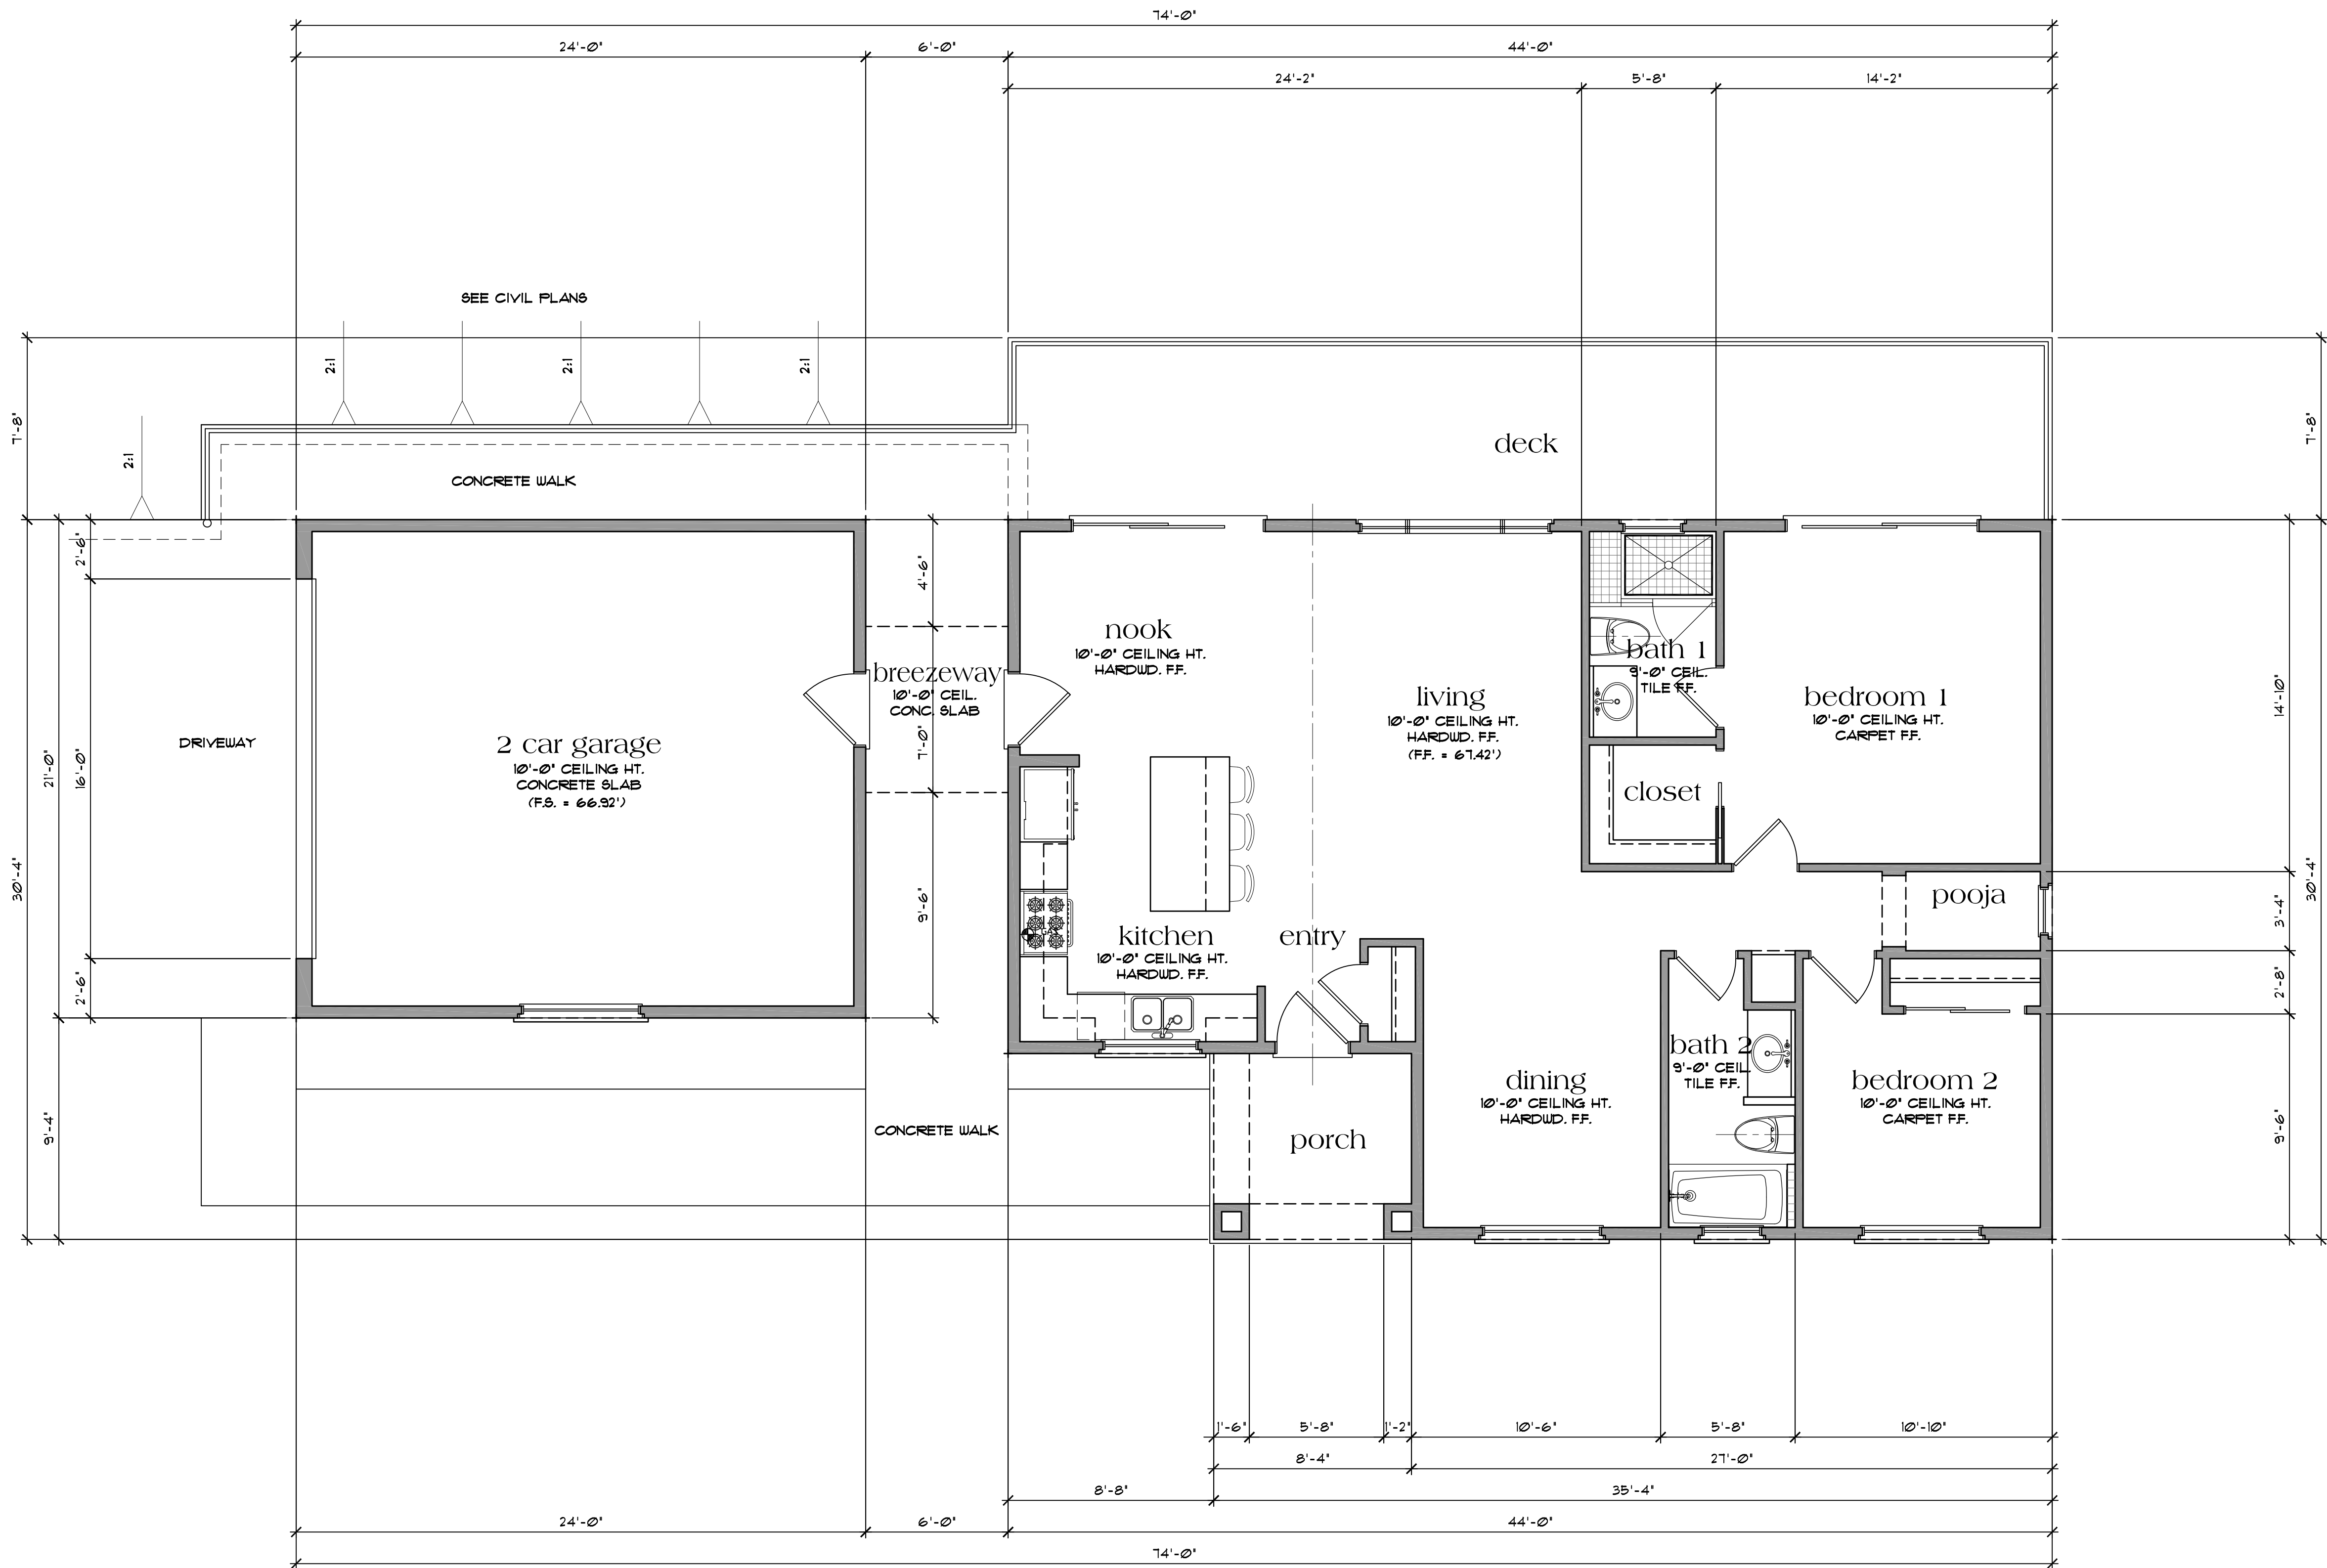 74'-0"
24'-0"
6'-0"
44'-0"
24'-2"
5'-8"
14'-2"
SEE CIVIL PLANS
2:1
2:1
2:1
2:1
7'-8"
7'-8"
deck
CONCRETE WALK
2'-6"
4'-6"
nook
10'-0" CEILING HT.
HARDWD. F.F.
breezeway
10'-0" CEIL.
CONC. SLAB
7'-0"
living
10'-0" CEILING HT.
HARDWD. F.F.
(F.F. = 67.42')
bath 1
9'-0" CEIL.
TILE F.F.
bedroom 1
10'-0" CEILING HT.
CARPET F.F.
14'-10"
DRIVEWAY
21'-0"
16'-0"
2 car garage
10'-0" CEILING HT.
CONCRETE SLAB
(F.S. = 66.92')
closet
30'-4"
9'-6"
pooja
3'-4"
30'-4"
kitchen
10'-0" CEILING HT.
HARDWD. F.F.
entry
2'-6"
2'-8"
bath 2
9'-0" CEIL.
TILE F.F.
dining
10'-0" CEILING HT.
HARDWD. F.F.
bedroom 2
10'-0" CEILING HT.
CARPET F.F.
9'-4"
CONCRETE WALK
porch
9'-6"
1'-6"
5'-8"
1'-2"
10'-6"
5'-8"
10'-10"
8'-4"
27'-0"
8'-8"
35'-4"
24'-0"
6'-0"
44'-0"
74'-0"